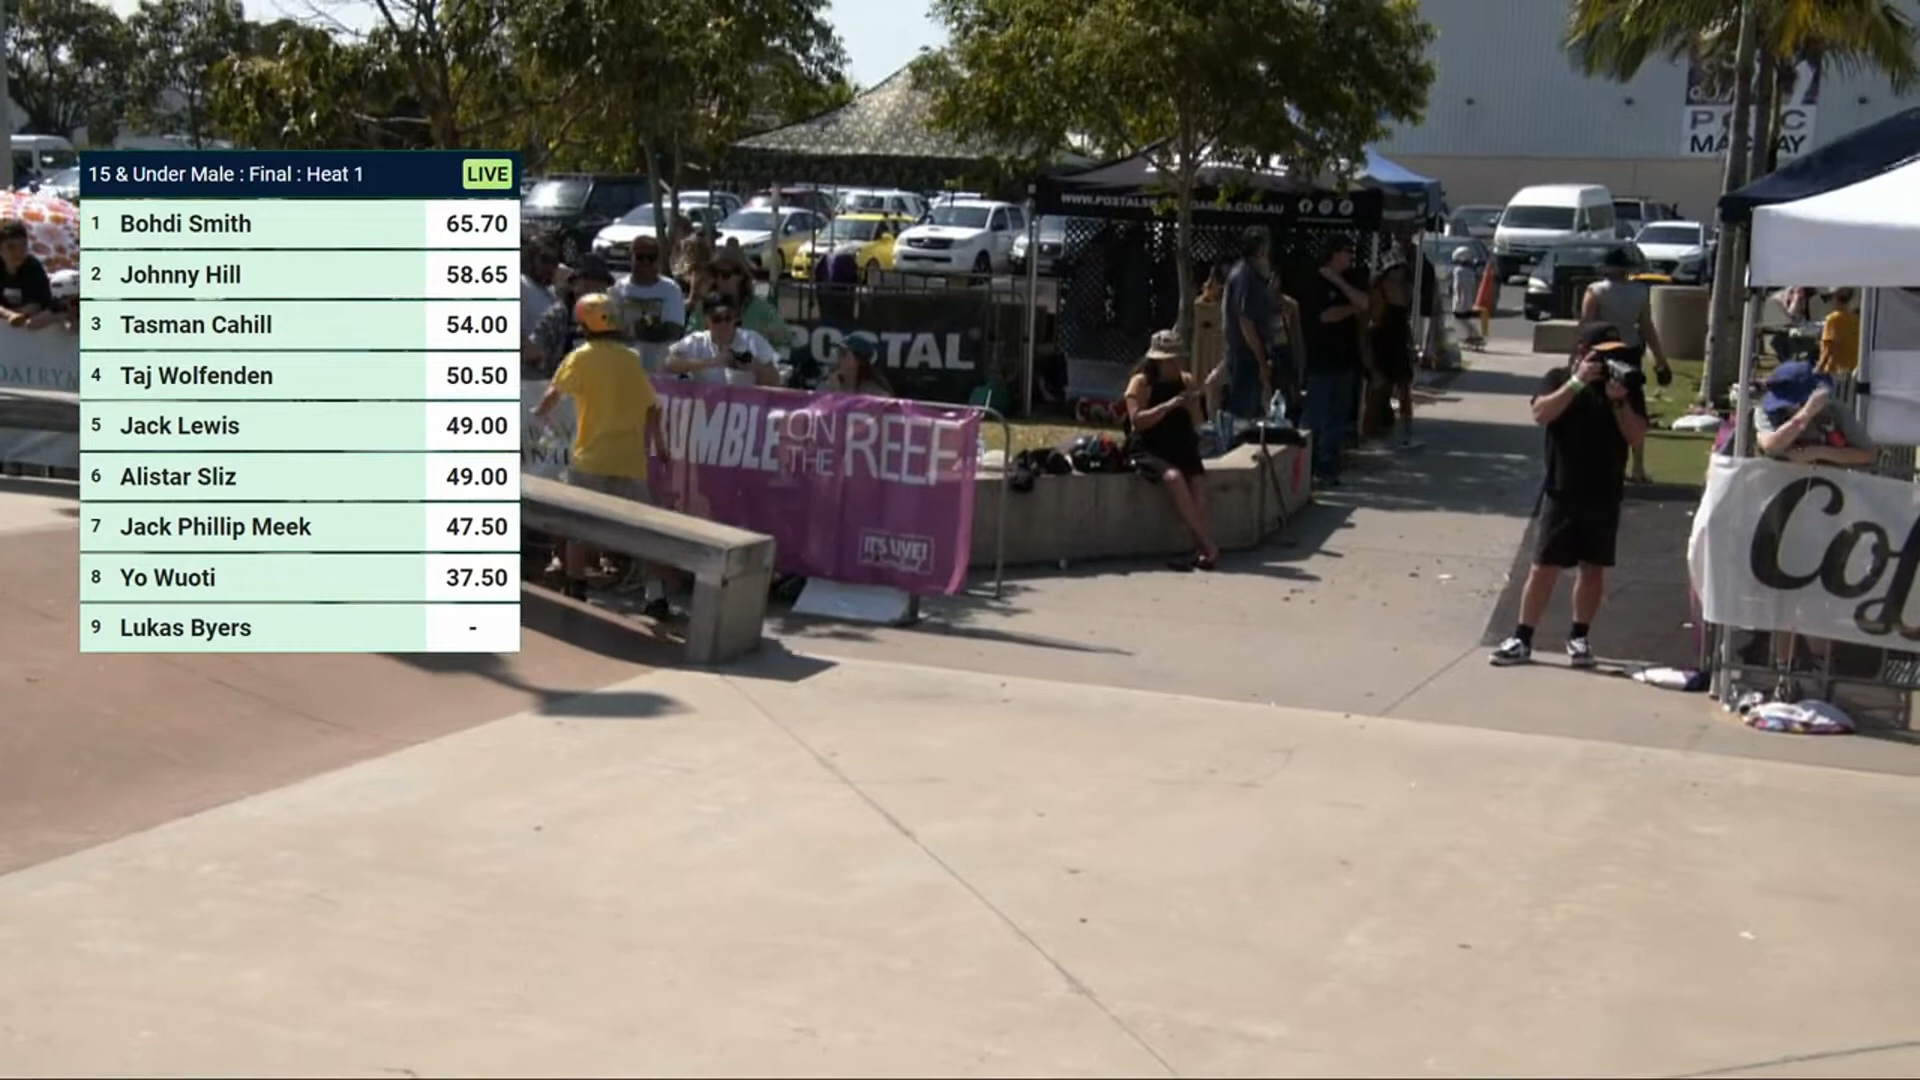 15 & Under Male : Final : Heat 1 LIVE
1 Bohdi Smith 65.70
2 Johnny Hill 58.65
3 Tasman Cahill 54.00
4 Taj Wolfenden 50.50
5 Jack Lewis 49.00
6 Alistar Sliz 49.00
7 Jack Phillip Meek 47.50
8 Yo Wuoti 37.50
9 Lukas Byers -
MACKAY
POSTAL
RUMBLE ON THE REEF
IT'S LIVE!
Cof